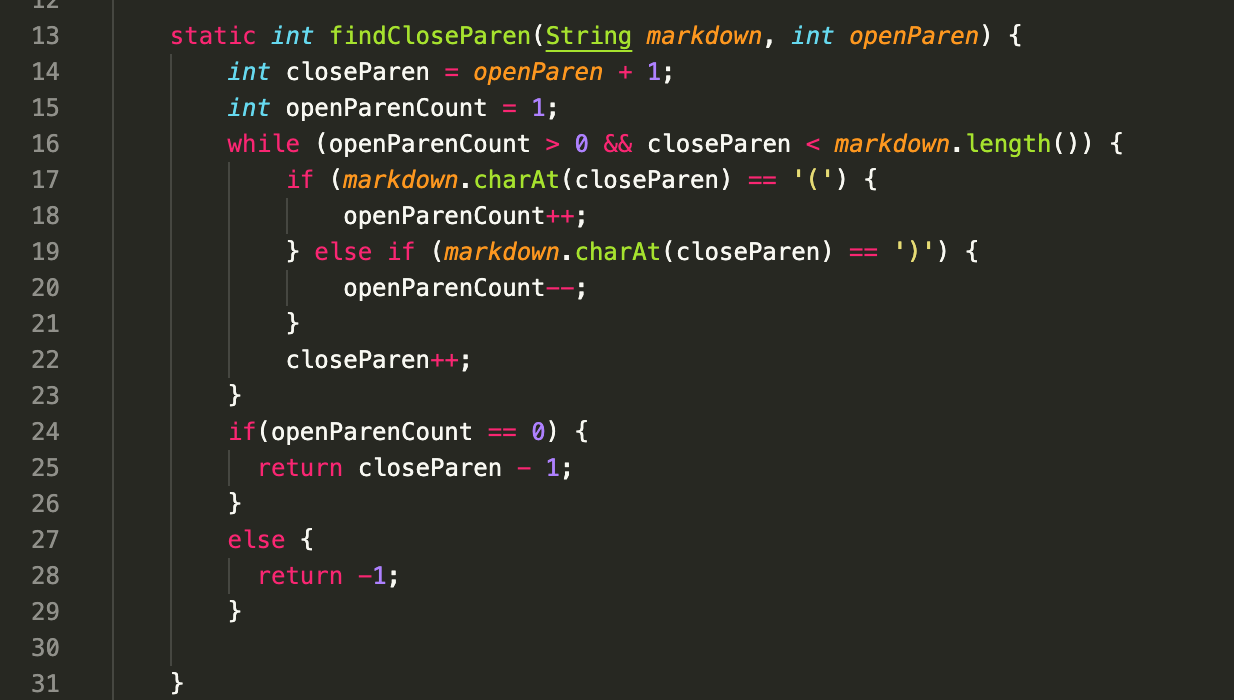 12
13 static int findCloseParen(String markdown, int openParen) {
14 int closeParen = openParen + 1;
15 int openParenCount = 1;
16 while (openParenCount > 0 && closeParen < markdown.length()) {
17 if (markdown.charAt(closeParen) == '(') {
18 openParenCount++;
19 } else if (markdown.charAt(closeParen) == ')') {
20 openParenCount--;
21 }
22 closeParen++;
23 }
24 if(openParenCount == 0) {
25 return closeParen - 1;
26 }
27 else {
28 return -1;
29 }
30
31 }